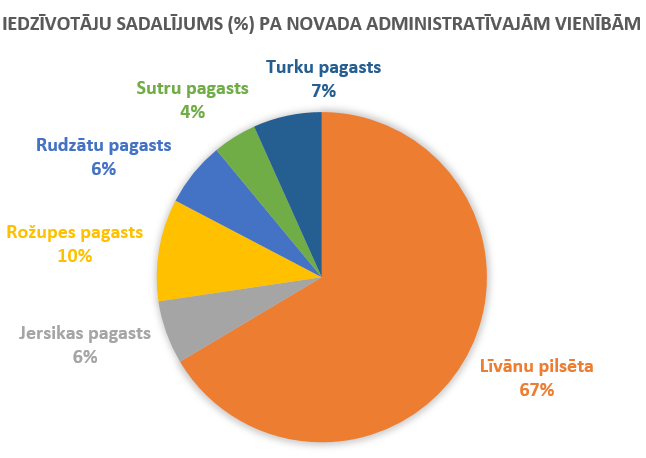 IEDZĪVOTĀJU SADALĪJUMS (%) PA NOVADA ADMINISTRATĪVAJĀM VIENĪBĀM
Turku pagasts
7%
Sutru pagasts
4%
Rudzātu pagasts
6%
Rožupes pagasts
10%
Jersikas pagasts
6%
Līvānu pilsēta
67%